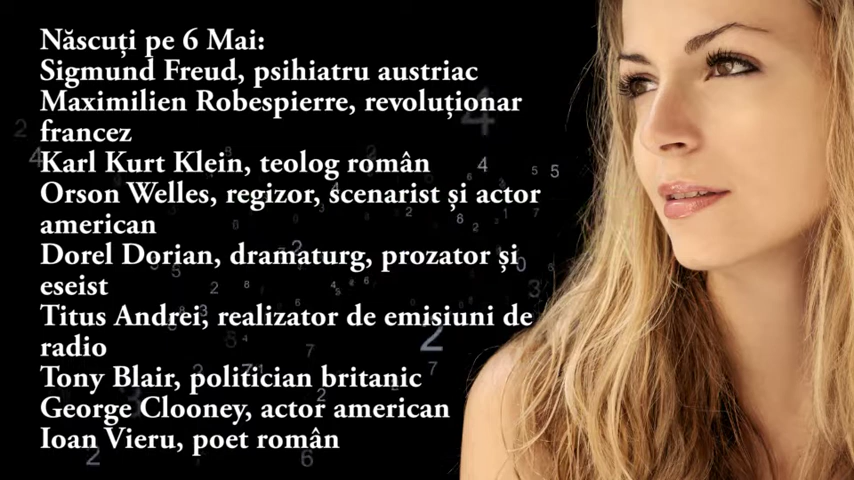 Născuți pe 6 Mai:
Sigmund Freud, psihiatru austriac
Maximilien Robespierre, revoluționar
francez
Karl Kurt Klein, teolog român
Orson Welles, regizor, scenarist și actor
american
Dorel Dorian, dramaturg, prozator și
eseist
Titus Andrei, realizator de emisiuni de
radio
Tony Blair, politician britanic
George Clooney, actor american
Ioan Vieru, poet român